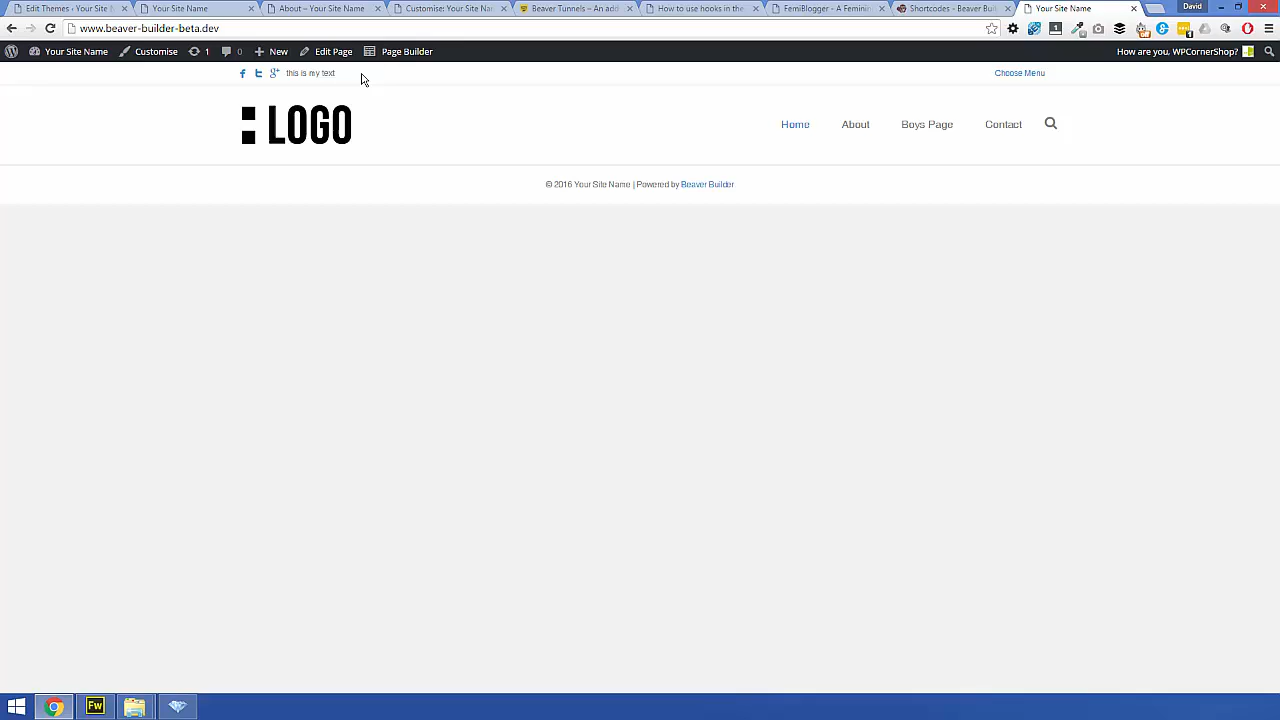 Edit Themes ‹ Your Site
Your Site Name
About – Your Site Name
Customise: Your Site Na
Beaver Tunnels – An add
How to use hooks in the
FemiBlogger - A Feminin
Shortcodes - Beaver Bui
Your Site Name
David
www.beaver-builder-beta.dev
Your Site Name
Customise
1
0
New
Edit Page
Page Builder
How are you, WPCornerShop?
this is my text
Choose Menu
LOGO
Home
About
Boys Page
Contact
© 2016 Your Site Name | Powered by Beaver Builder
Fw